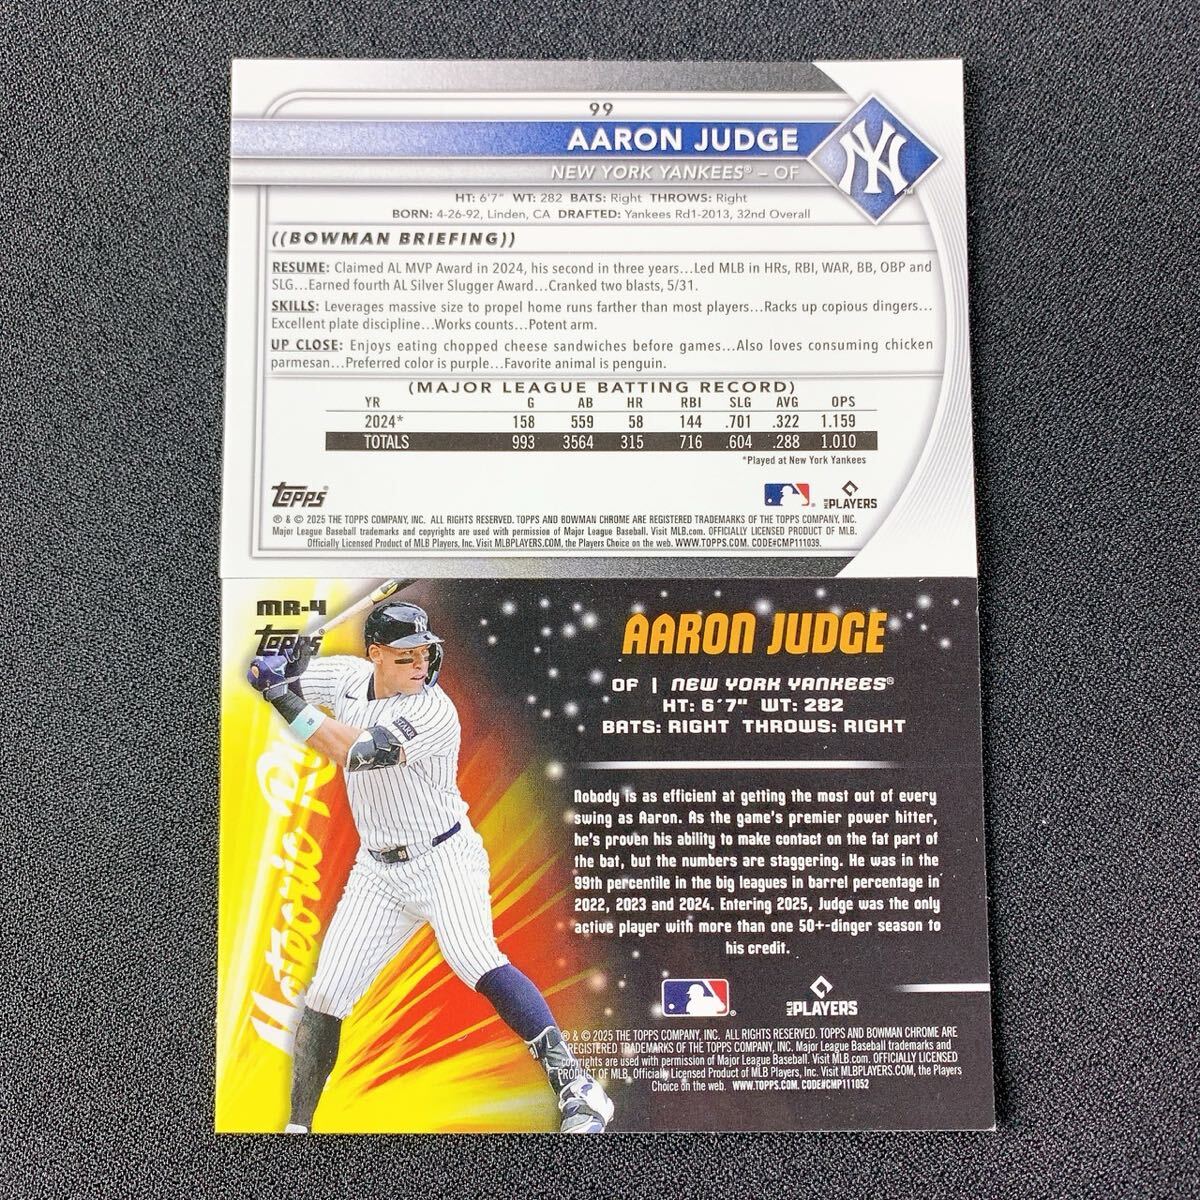 99
AARON JUDGE
NEW YORK YANKEES® – OF
HT: 6'7" WT: 282 BATS: Right THROWS: Right
BORN: 4-26-92, Linden, CA DRAFTED: Yankees Rd1-2013, 32nd Overall
((BOWMAN BRIEFING))
RESUME: Claimed AL MVP Award in 2024, his second in three years...Led MLB in HRs, RBI, WAR, BB, OBP and
SLG...Earned fourth AL Silver Slugger Award...Cranked two blasts, 5/31.
SKILLS: Leverages massive size to propel home runs farther than most players...Racks up copious dingers...
Excellent plate discipline...Works counts...Potent arm.
UP CLOSE: Enjoys eating chopped cheese sandwiches before games...Also loves consuming chicken
parmesan...Preferred color is purple...Favorite animal is penguin.
(MAJOR LEAGUE BATTING RECORD)
YR G AB HR RBI SLG AVG OPS
2024* 158 559 58 144 .701 .322 1.159
TOTALS 993 3564 315 716 .604 .288 1.010
*Played at New York Yankees
Topps® MLB PLAYERS
® & © 2025 THE TOPPS COMPANY, INC. ALL RIGHTS RESERVED. TOPPS AND BOWMAN CHROME ARE REGISTERED TRADEMARKS OF THE TOPPS COMPANY, INC.
Major League Baseball trademarks and copyrights are used with permission of Major League Baseball. Visit MLB.com. OFFICIALLY LICENSED PRODUCT OF MLB.
Officially Licensed Product of MLB Players, Inc. Visit MLBPLAYERS.COM, the Players Choice on the web. WWW.TOPPS.COM. CODE#CMP111039.
MR-4
Topps®
Meteoric
AARON JUDGE
OF | NEW YORK YANKEES®
HT: 6'7" WT: 282
BATS: RIGHT THROWS: RIGHT
Nobody is as efficient at getting the most out of every
swing as Aaron. As the game's premier power hitter,
he's proven his ability to make contact on the fat part of
the bat, but the numbers are staggering. He was in the
99th percentile in the big leagues in barrel percentage in
2022, 2023 and 2024. Entering 2025, Judge was the only
active player with more than one 50+-dinger season to
his credit.
MLB PLAYERS
® & © 2025 THE TOPPS COMPANY, INC. ALL RIGHTS RESERVED. TOPPS AND BOWMAN CHROME ARE
REGISTERED TRADEMARKS OF THE TOPPS COMPANY, INC. Major League Baseball trademarks and
copyrights are used with permission of Major League Baseball. Visit MLB.com. OFFICIALLY LICENSED
PRODUCT OF MLB. Officially Licensed Product of MLB Players, Inc. Visit MLBPLAYERS.COM, the Players
Choice on the web. WWW.TOPPS.COM. CODE#CMP111052